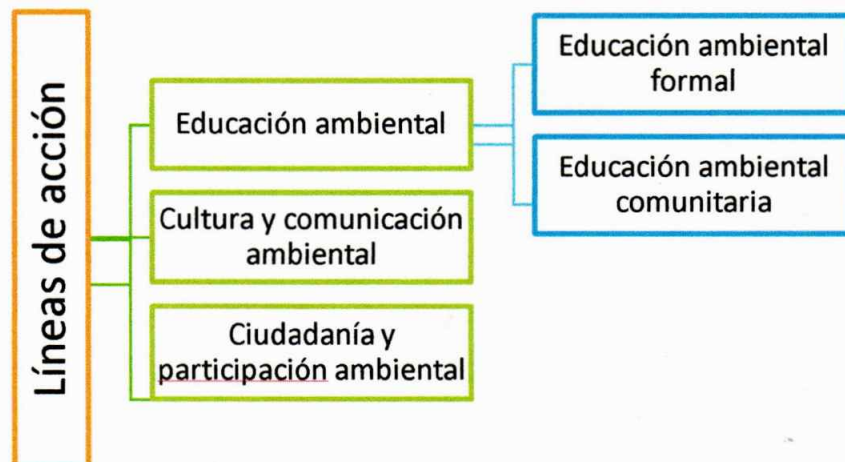 Líneas de acción
Educación ambiental
Cultura y comunicación
ambiental
Ciudadanía y
participación ambiental
Educación ambiental
formal
Educación ambiental
comunitaria